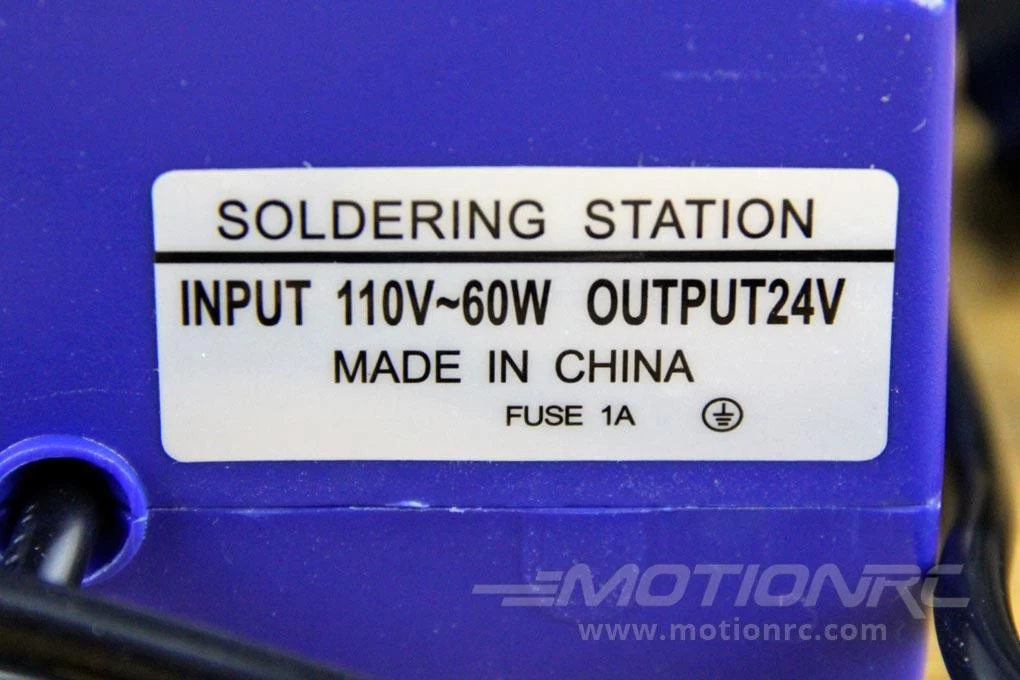 SOLDERING STATION
INPUT 110V~60W OUTPUT24V
MADE IN CHINA
FUSE 1A
MOTIONRC
www.motionrc.com